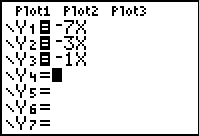 Plot1 Plot2 Plot3
\Y1=-7X
\Y2=-3X
\Y3=-1X
\Y4=
\Y5=
\Y6=
\Y7=